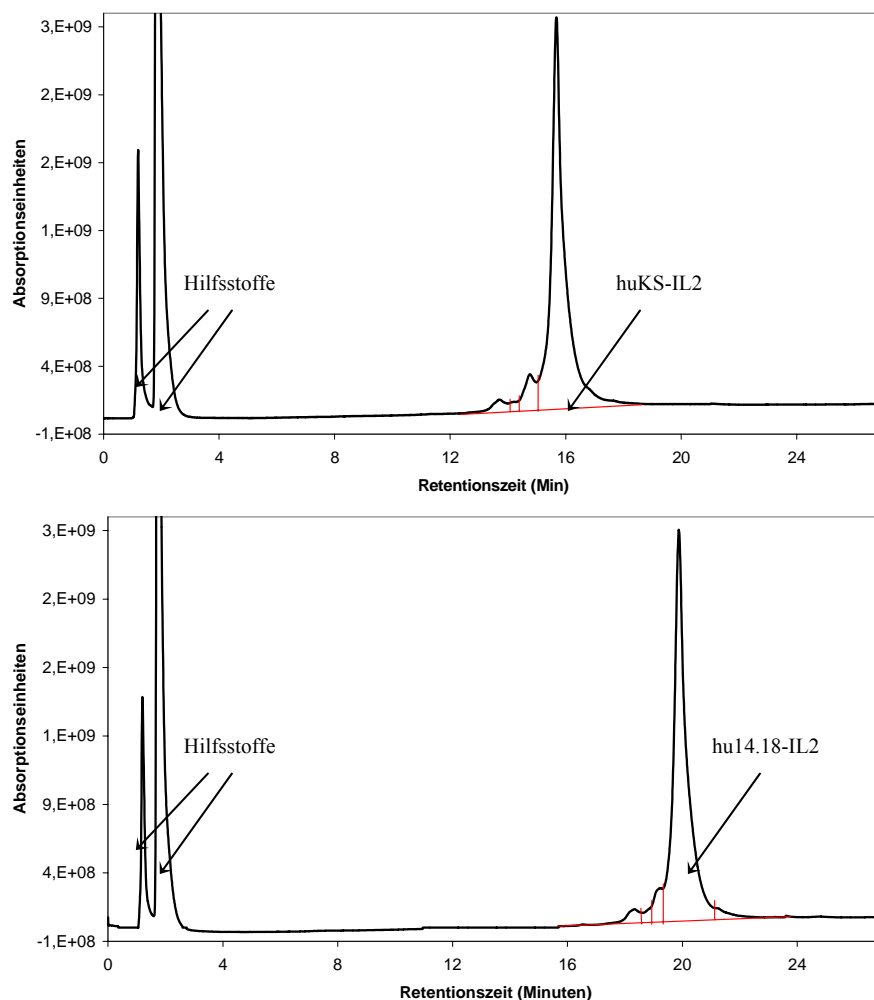 3,E+09
2,E+09
2,E+09
1,E+09
9,E+08
4,E+08
-1,E+08
Absorptionseinheiten
Hilfsstoffe
huKS-IL2
0 4 8 12 16 20 24
Retentionszeit (Min)
3,E+09
2,E+09
2,E+09
1,E+09
9,E+08
4,E+08
-1,E+08
Absorptionseinheiten
Hilfsstoffe
hu14.18-IL2
0 4 8 12 16 20 24
Retentionszeit (Minuten)